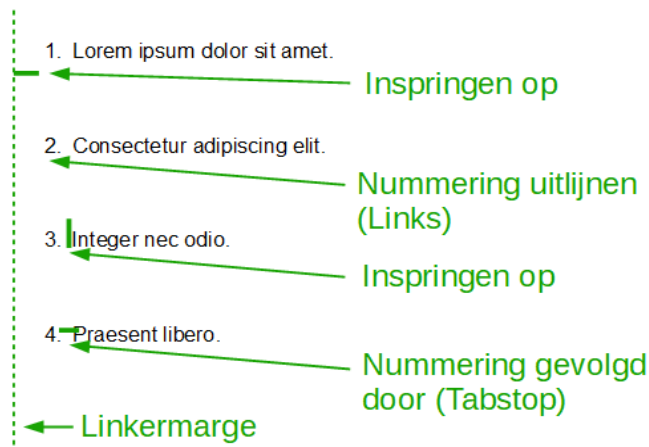 1. Lorem ipsum dolor sit amet.
Inspringen op
2. Consectetur adipiscing elit.
Nummering uitlijnen
(Links)
3. Integer nec odio.
Inspringen op
4. Praesent libero.
Nummering gevolgd
door (Tabstop)
Linkermarge